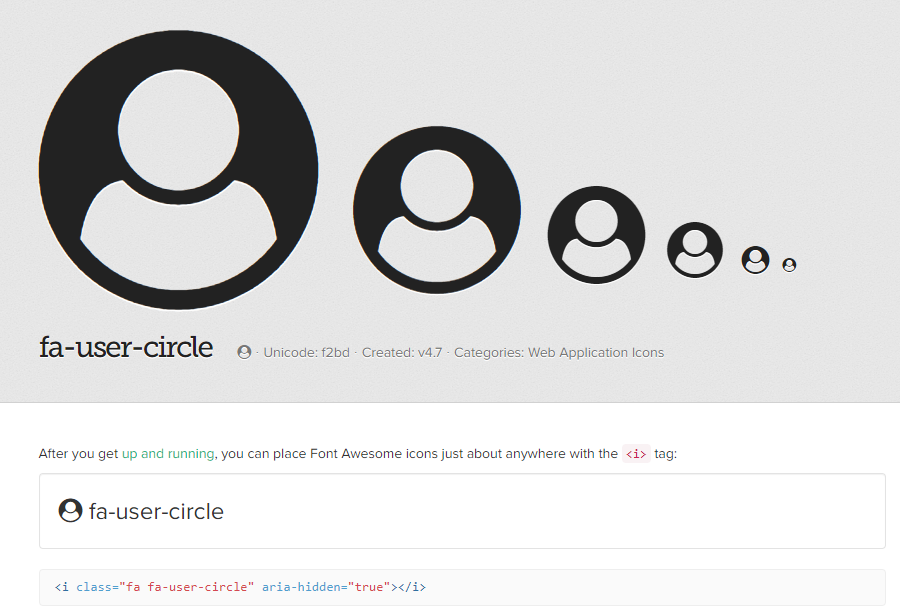 fa-user-circle · Unicode: f2bd · Created: v4.7 · Categories: Web Application Icons
After you get up and running, you can place Font Awesome icons just about anywhere with the <i> tag:
fa-user-circle
<i class="fa fa-user-circle" aria-hidden="true"></i>